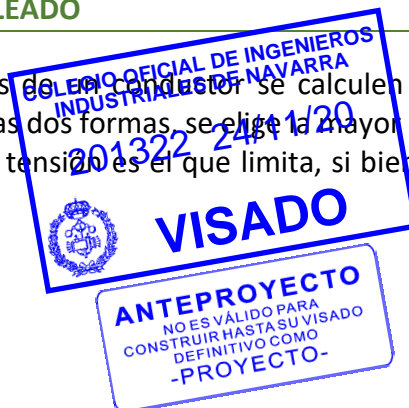 LEADO
s de un conductor se calculen
as dos formas, se elige la mayor
tensión es el que limita, si bien
COLEGIO OFICIAL DE INGENIEROS
INDUSTRIALES DE NAVARRA
201322 24/11/20
VISADO
ANTEPROYECTO
NO ES VÁLIDO PARA
CONSTRUIR HASTA SU VISADO
DEFINITIVO COMO
-PROYECTO-